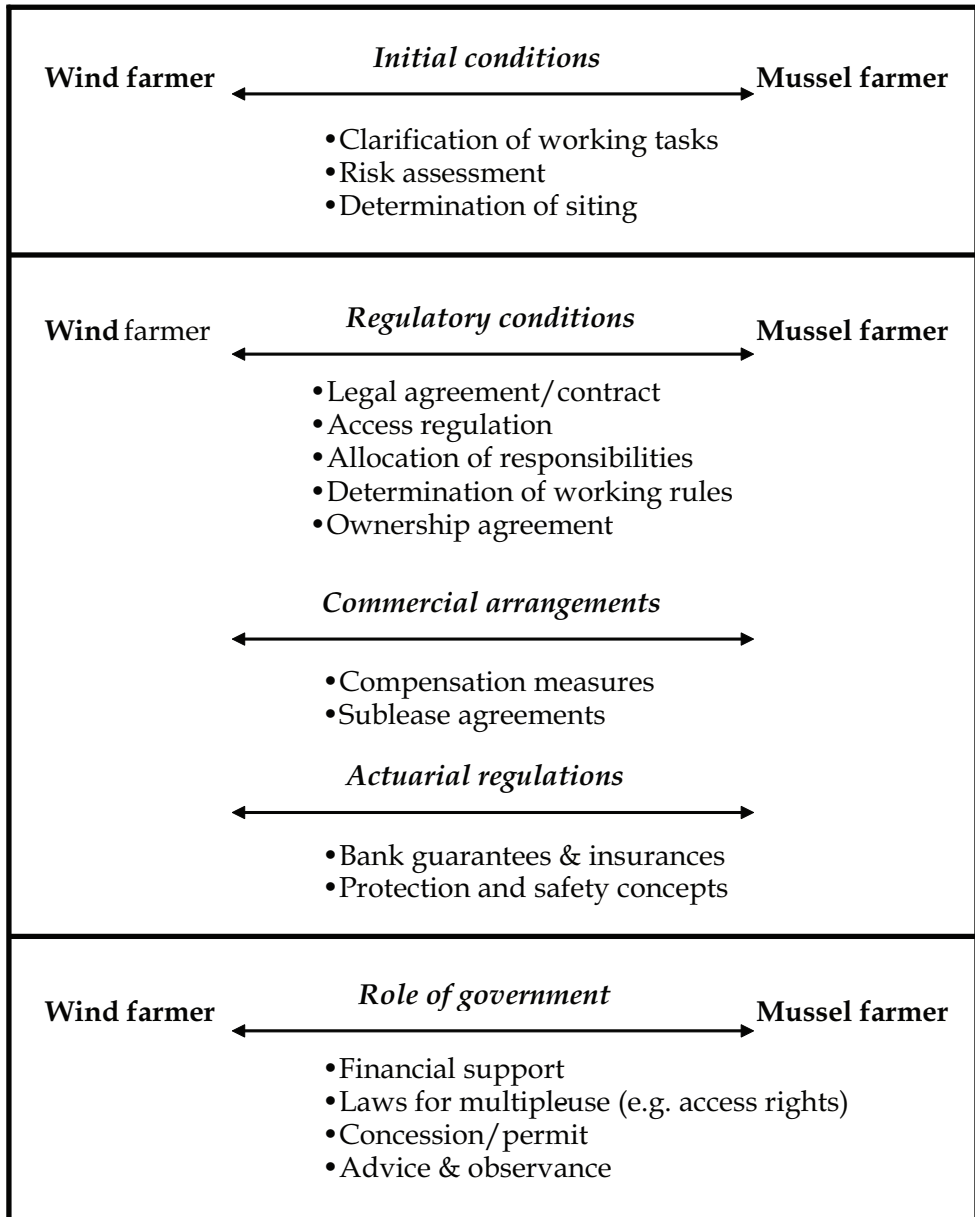 Initial conditions
Wind farmer
Mussel farmer
•Clarification of working tasks
•Risk assessment
•Determination of siting
Regulatory conditions
Wind farmer
Mussel farmer
•Legal agreement/contract
•Access regulation
•Allocation of responsibilities
•Determination of working rules
•Ownership agreement
Commercial arrangements
•Compensation measures
•Sublease agreements
Actuarial regulations
•Bank guarantees & insurances
•Protection and safety concepts
Role of government
Wind farmer
Mussel farmer
•Financial support
•Laws for multipleuse (e.g. access rights)
•Concession/permit
•Advice & observance